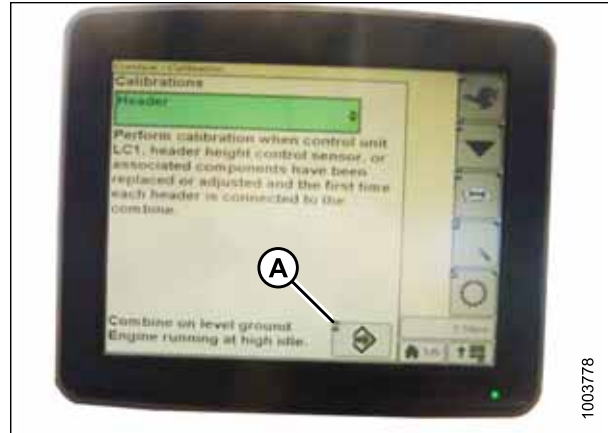 Combine - Calibration
Calibrations
Header
Perform calibration when control unit
LC1, header height control sensor, or
associated components have been
replaced or adjusted and the first time
each header is connected to the
combine.
A
Combine on level ground.
Engine running at high idle.
1003778